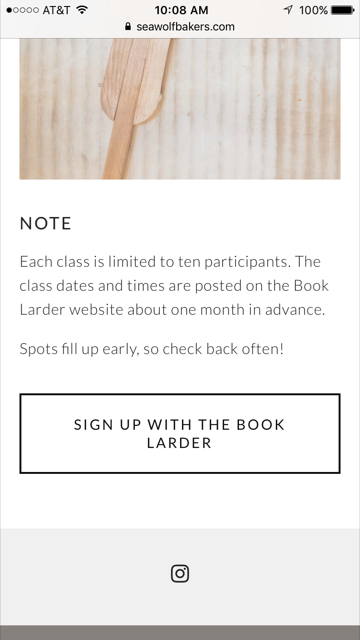 AT&T 10:08 AM 100%
seawolfbakers.com
NOTE
Each class is limited to ten participants. The
class dates and times are posted on the Book
Larder website about one month in advance.
Spots fill up early, so check back often!
SIGN UP WITH THE BOOK
LARDER